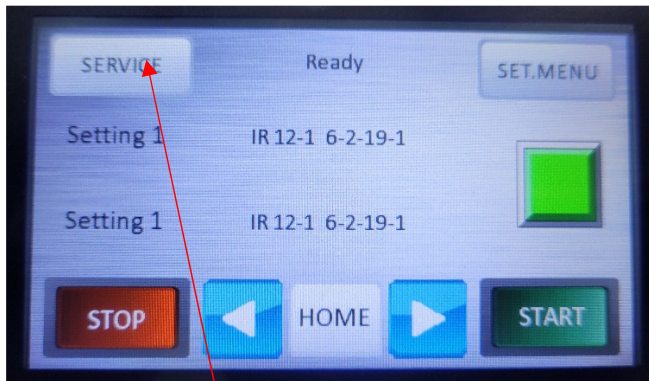 SERVICE Ready SET.MENU
Setting 1 IR 12-1 6-2-19-1
Setting 1 IR 12-1 6-2-19-1
STOP HOME START